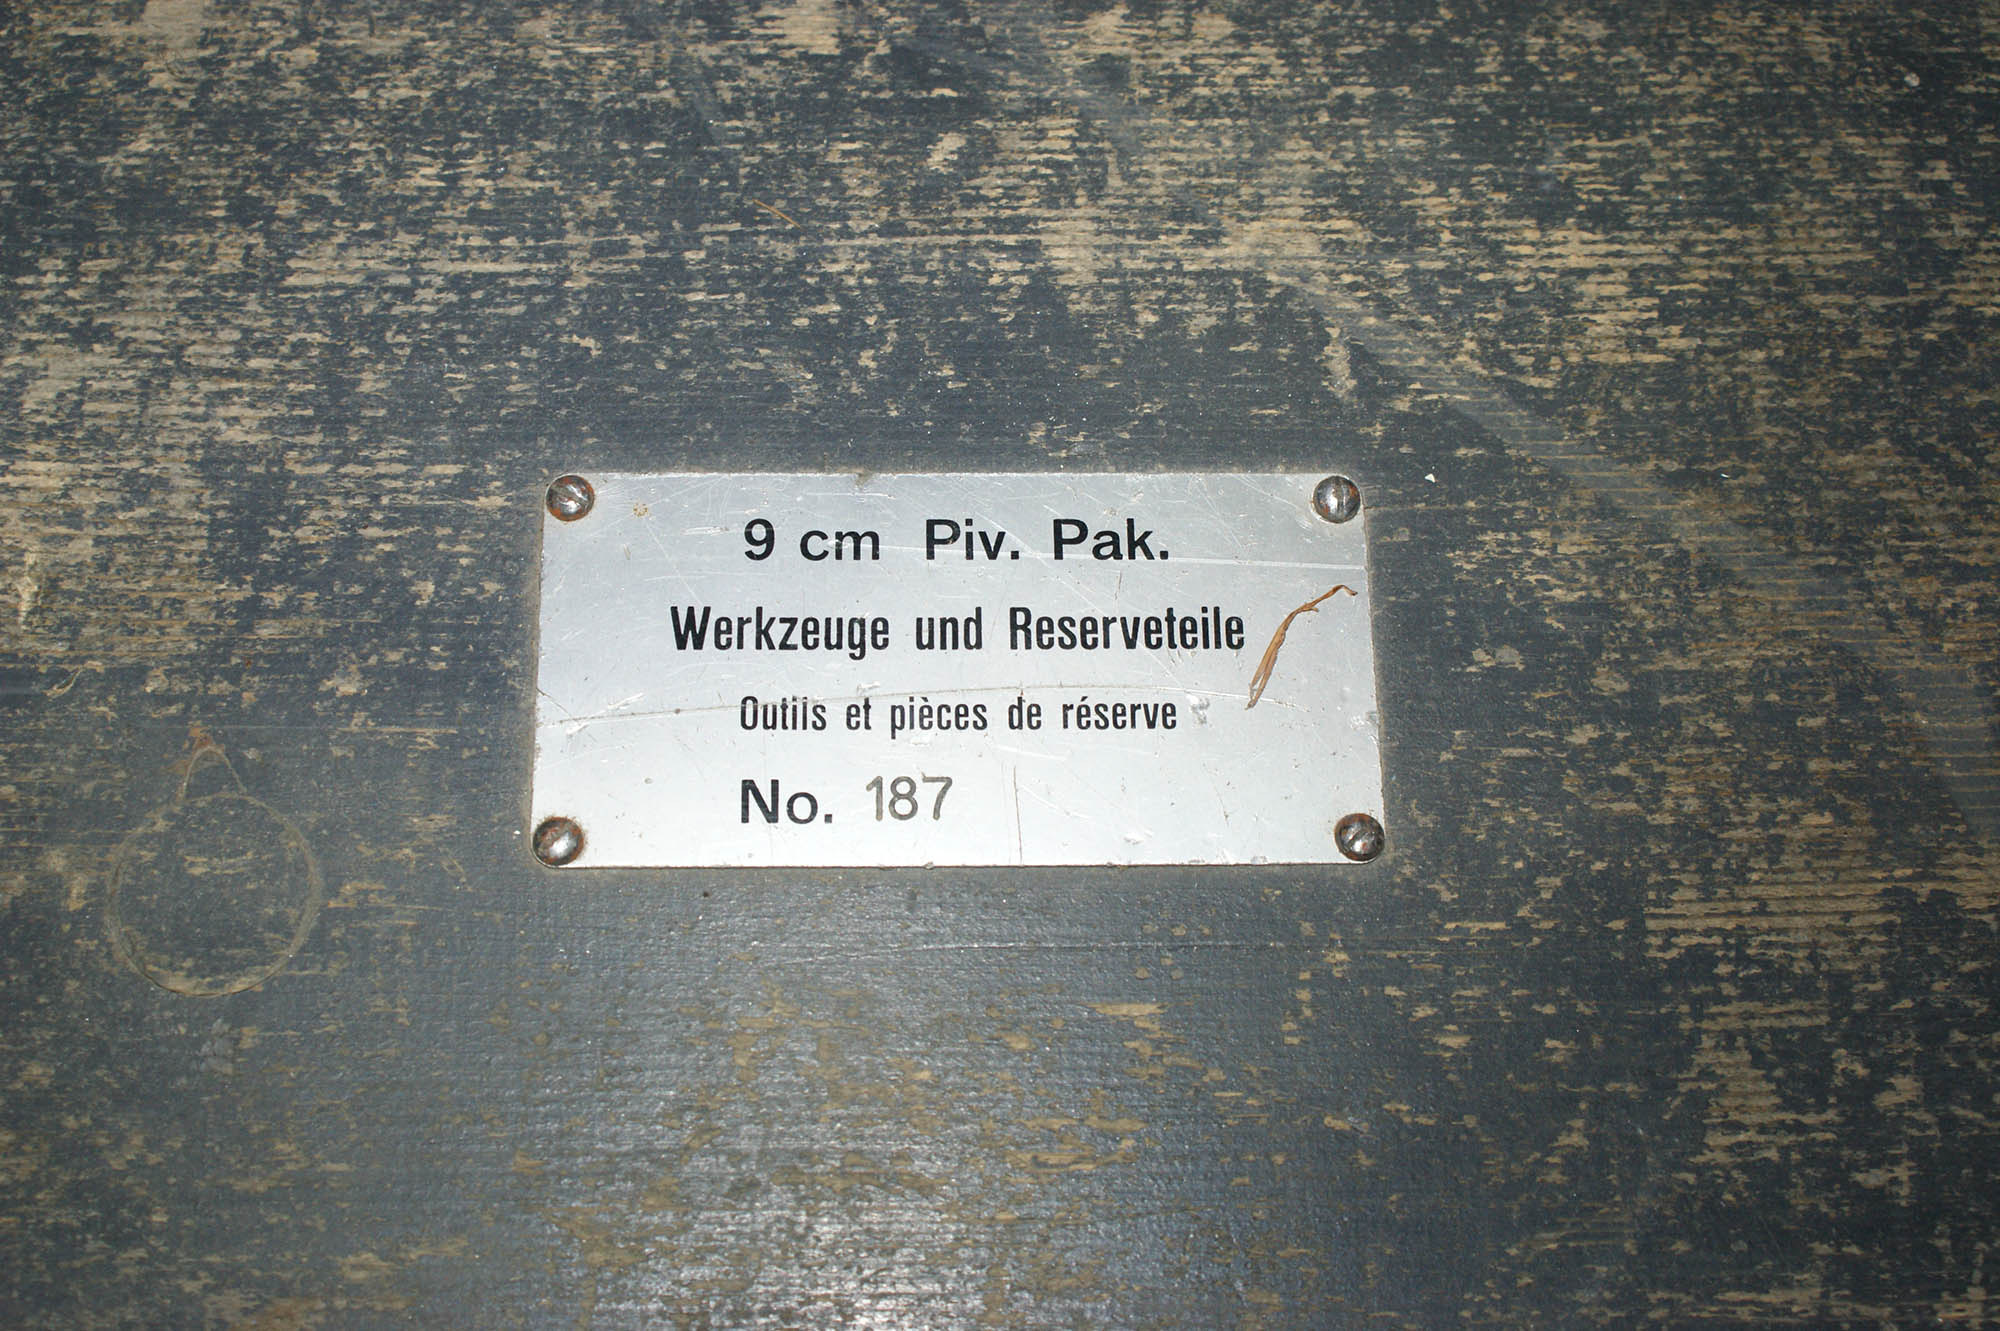 9 cm Piv. Pak.
Werkzeuge und Reserveteile
Outils et pièces de réserve
No. 187